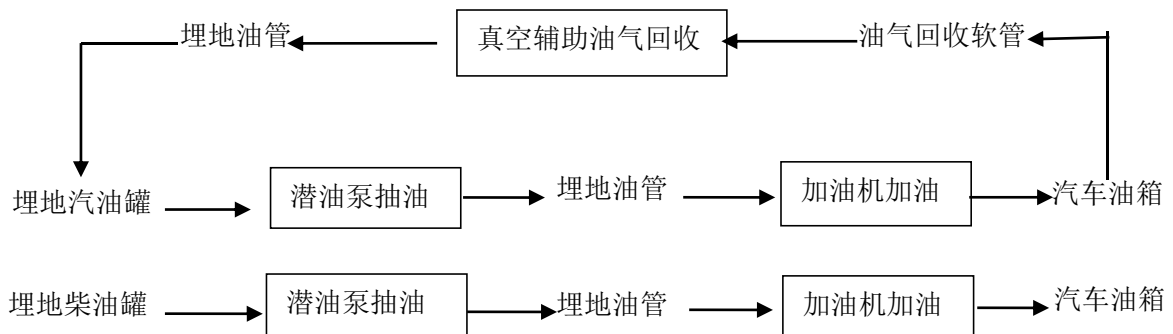 埋地油管 真空辅助油气回收 油气回收软管
埋地汽油罐 潜油泵抽油 埋地油管 加油机加油 汽车油箱
埋地柴油罐 潜油泵抽油 埋地油管 加油机加油 汽车油箱